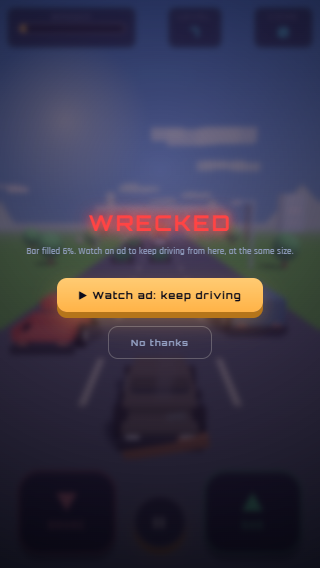 WRECKED
Bar filled 6%. Watch an ad to keep driving from here, at the same size.
▶ Watch ad: keep driving
No thanks